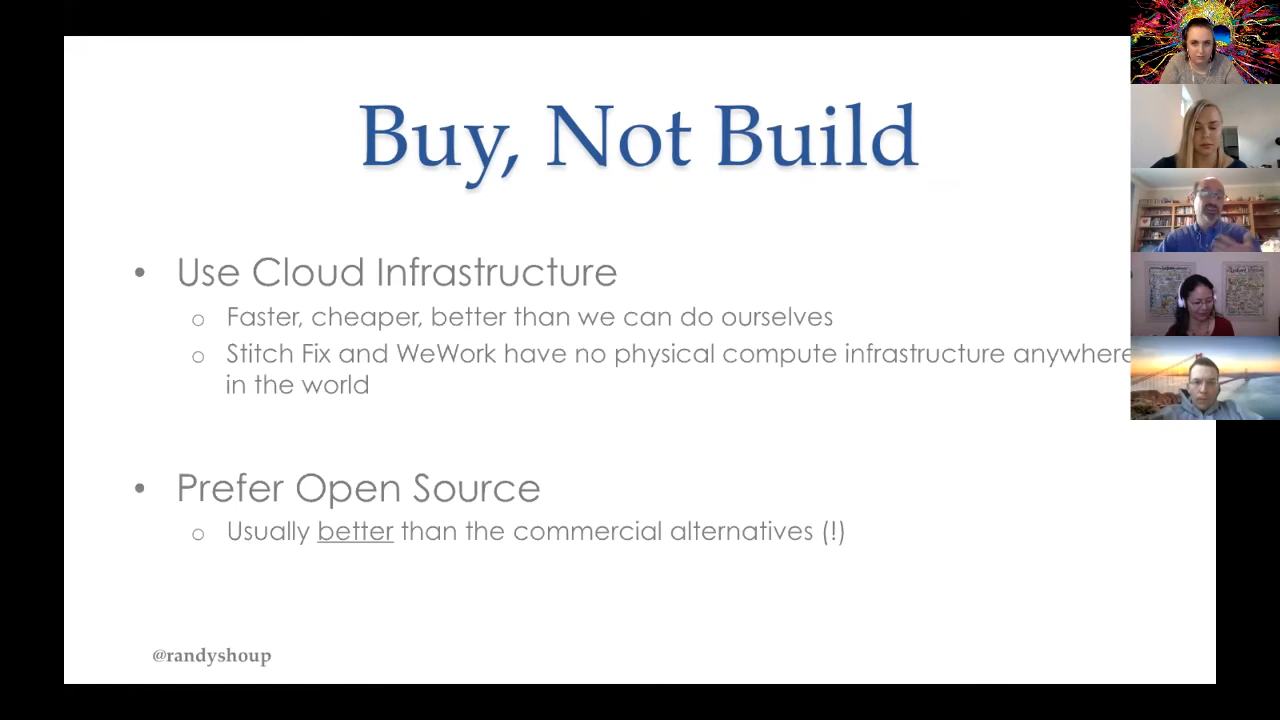 Buy, Not Build
• Use Cloud Infrastructure
o Faster, cheaper, better than we can do ourselves
o Stitch Fix and WeWork have no physical compute infrastructure anywhere
in the world
• Prefer Open Source
o Usually better than the commercial alternatives (!)
@randyshoup